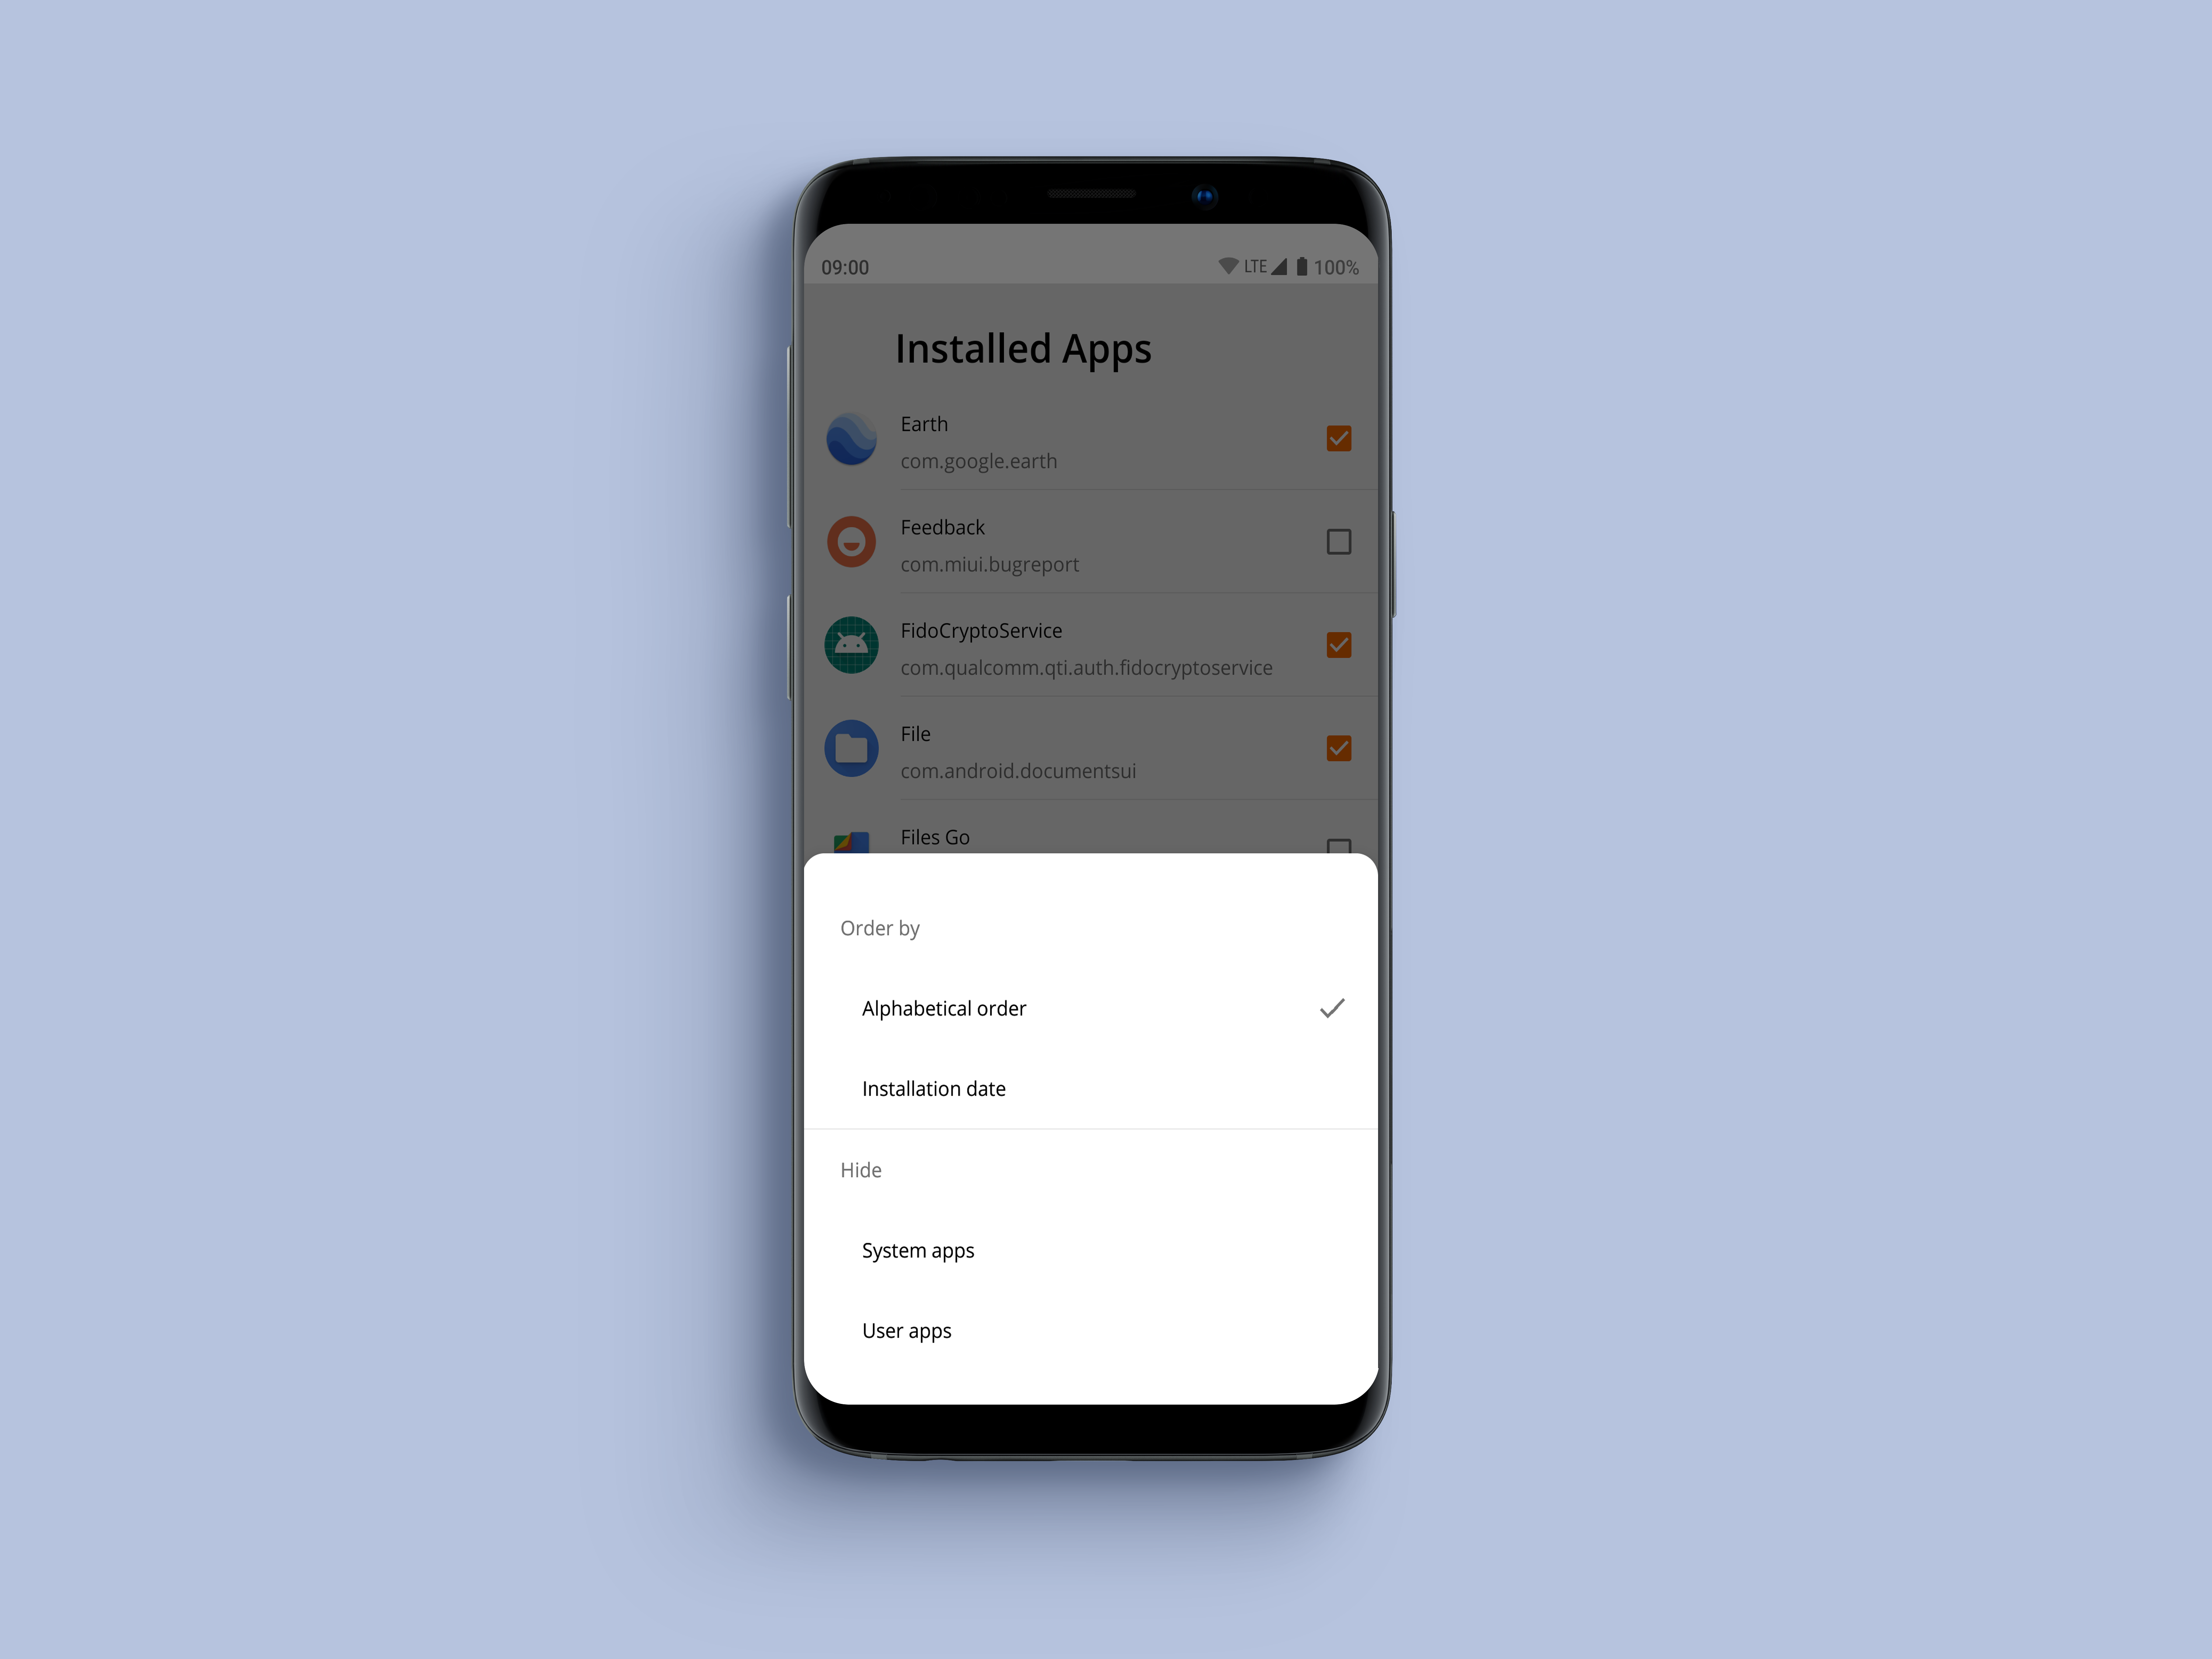 09:00 LTE 100%
Installed Apps
Earth
com.google.earth
Feedback
com.miui.bugreport
FidoCryptoService
com.qualcomm.qti.auth.fidocryptoservice
File
com.android.documentsui
Files Go
Order by
Alphabetical order
Installation date
Hide
System apps
User apps